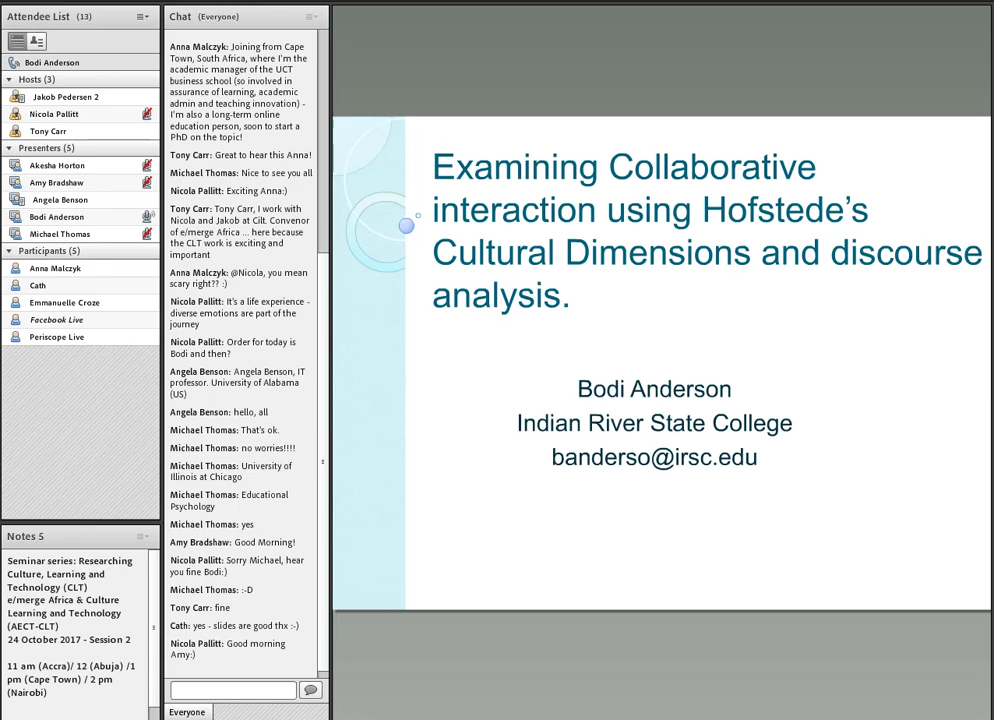 Attendee List (13)
Bodi Anderson
Hosts (3)
Jakob Pedersen 2
Nicola Pallitt
Tony Carr
Presenters (5)
Akesha Horton
Amy Bradshaw
Angela Benson
Bodi Anderson
Michael Thomas
Participants (5)
Anna Malczyk
Cath
Emmanuelle Croze
Facebook Live
Periscope Live
Notes 5
Seminar series: Researching
Culture, Learning and
Technology (CLT)
e/merge Africa & Culture
Learning and Technology
(AECT-CLT)
24 October 2017 - Session 2
11 am (Accra)/ 12 (Abuja) /1
pm (Cape Town) / 2 pm
(Nairobi)
Chat (Everyone)
Anna Malczyk: Joining from Cape
Town, South Africa, where I'm the
academic manager of the UCT
business school (so involved in
assurance of learning, academic
admin and teaching innovation) -
I'm also a long-term online
education person, soon to start a
PhD on the topic!
Tony Carr: Great to hear this Anna!
Michael Thomas: Nice to see you all
Nicola Pallitt: Exciting Anna:)
Tony Carr: Tony Carr, I work with
Nicola and Jakob at Cilt. Convenor
of e/merge Africa ... here because
the CLT work is exciting and
important
Anna Malczyk: @Nicola, you mean
scary right?? :)
Nicola Pallitt: It's a life experience -
diverse emotions are part of the
journey
Nicola Pallitt: Order for today is
Bodi and then?
Angela Benson: Angela Benson, IT
professor. University of Alabama
(US)
Angela Benson: hello, all
Michael Thomas: That's ok.
Michael Thomas: no worries!!!!
Michael Thomas: University of
Illinois at Chicago
Michael Thomas: Educational
Psychology
Michael Thomas: yes
Amy Bradshaw: Good Morning!
Nicola Pallitt: Sorry Michael, hear
you fine Bodi:)
Michael Thomas: :-D
Tony Carr: fine
Cath: yes - slides are good thx :-)
Nicola Pallitt: Good morning
Amy:)
Everyone
Examining Collaborative
interaction using Hofstede's
Cultural Dimensions and discourse
analysis.
Bodi Anderson
Indian River State College
banderso@irsc.edu